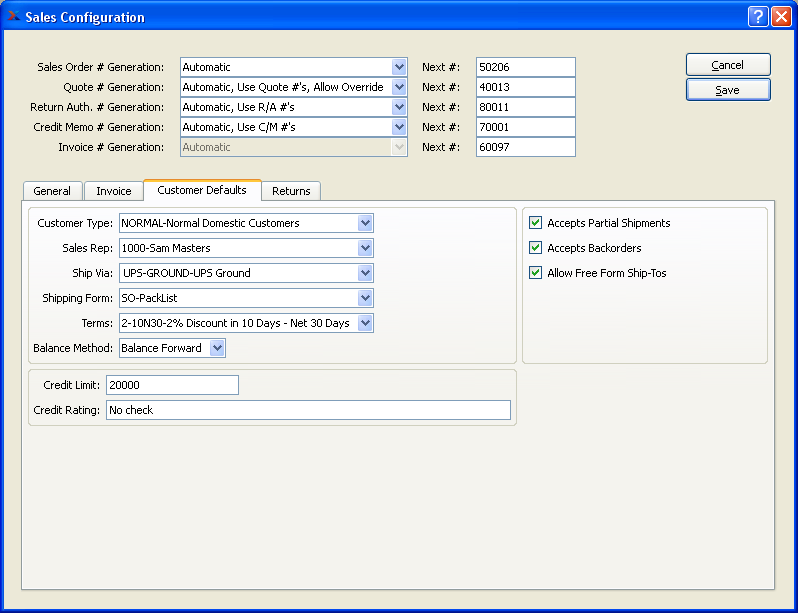 Sales Configuration
Sales Order # Generation: Automatic Next #: 50206
Quote # Generation: Automatic, Use Quote #'s, Allow Override Next #: 40013
Return Auth. # Generation: Automatic, Use R/A #'s Next #: 80011
Credit Memo # Generation: Automatic, Use C/M #'s Next #: 70001
Invoice # Generation: Automatic Next #: 60097
Cancel
Save
General Invoice Customer Defaults Returns
Customer Type: NORMAL-Normal Domestic Customers
Sales Rep: 1000-Sam Masters
Ship Via: UPS-GROUND-UPS Ground
Shipping Form: SO-PackList
Terms: 2-10N30-2% Discount in 10 Days - Net 30 Days
Balance Method: Balance Forward
Accepts Partial Shipments
Accepts Backorders
Allow Free Form Ship-Tos
Credit Limit: 20000
Credit Rating: No check